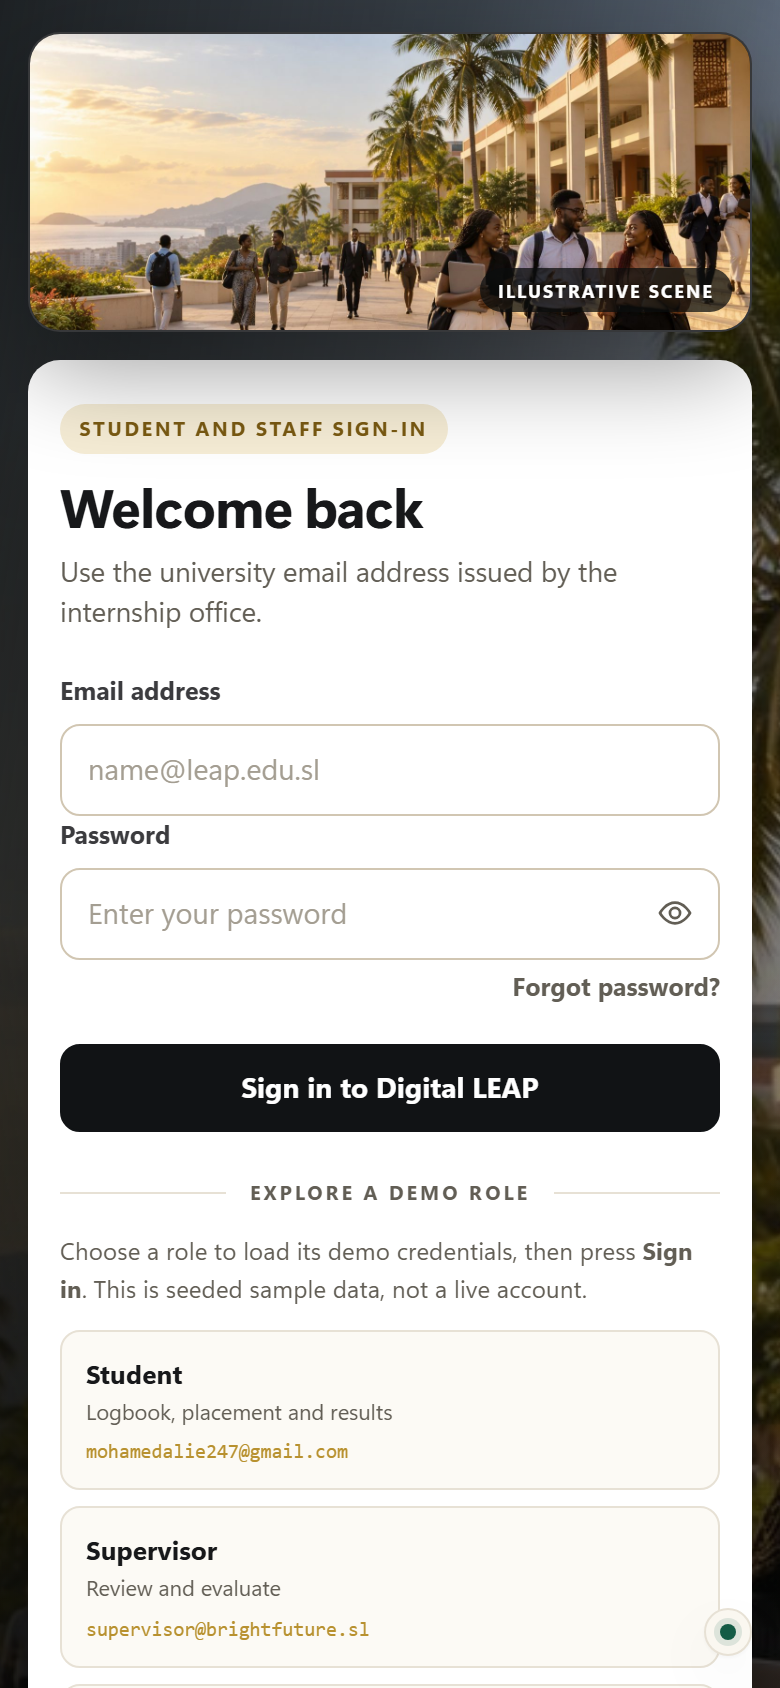 ILLUSTRATIVE SCENE
STUDENT AND STAFF SIGN-IN
Welcome back
Use the university email address issued by the
internship office.
Email address
name@leap.edu.sl
Password
Enter your password
Forgot password?
Sign in to Digital LEAP
EXPLORE A DEMO ROLE
Choose a role to load its demo credentials, then press Sign
in. This is seeded sample data, not a live account.
Student
Logbook, placement and results
mohamedalie247@gmail.com
Supervisor
Review and evaluate
supervisor@brightfuture.sl